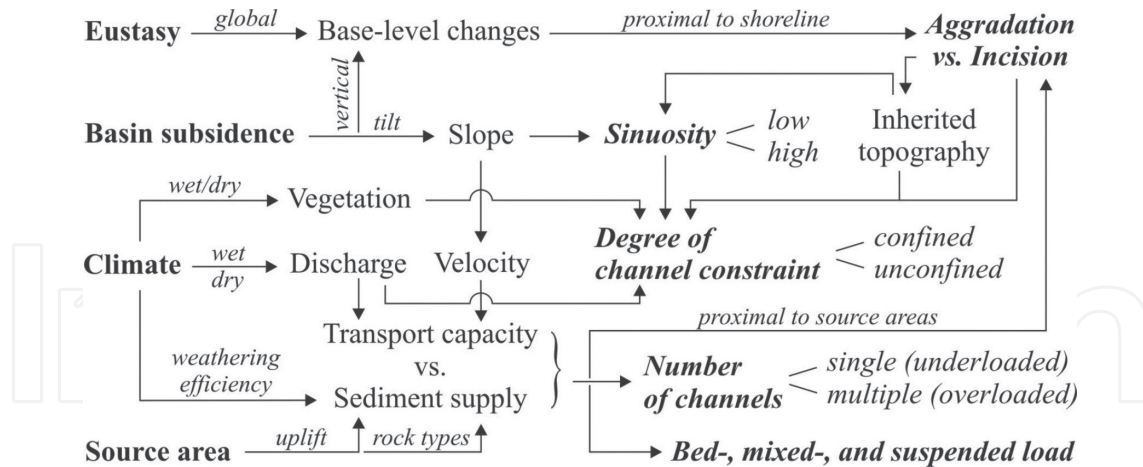 Eustasy global Base-level changes proximal to shoreline Aggradation
vs. Incision
vertical
Basin subsidence tilt Slope Sinuosity low
high
Inherited
topography
wet/dry Vegetation
Degree of
channel constraint
confined
unconfined
Climate wet
dry
Discharge Velocity
proximal to source areas
Transport capacity
vs.
Sediment supply
weathering
efficiency
Number
of channels
single (underloaded)
multiple (overloaded)
Source area uplift rock types Bed-, mixed-, and suspended load